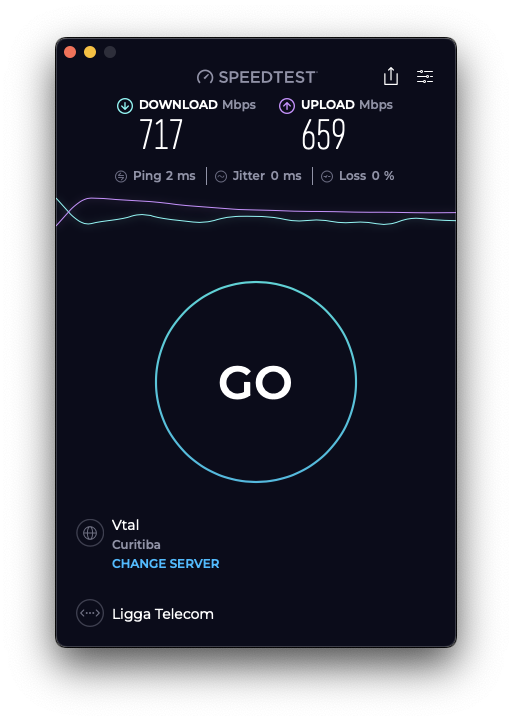 SPEEDTEST
DOWNLOAD Mbps UPLOAD Mbps
717 659
Ping 2 ms Jitter 0 ms Loss 0 %
GO
Vtal
Curitiba
CHANGE SERVER
Ligga Telecom